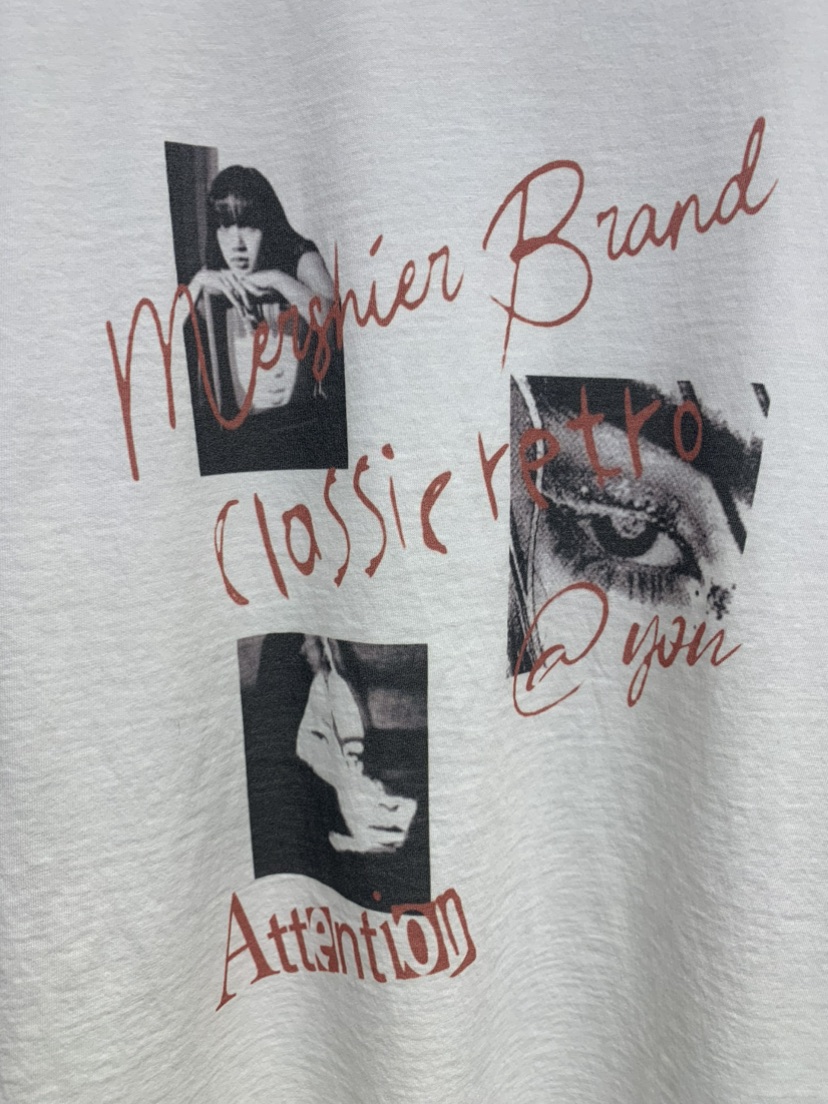 Mershier Brand
classic retro
@you
Attention